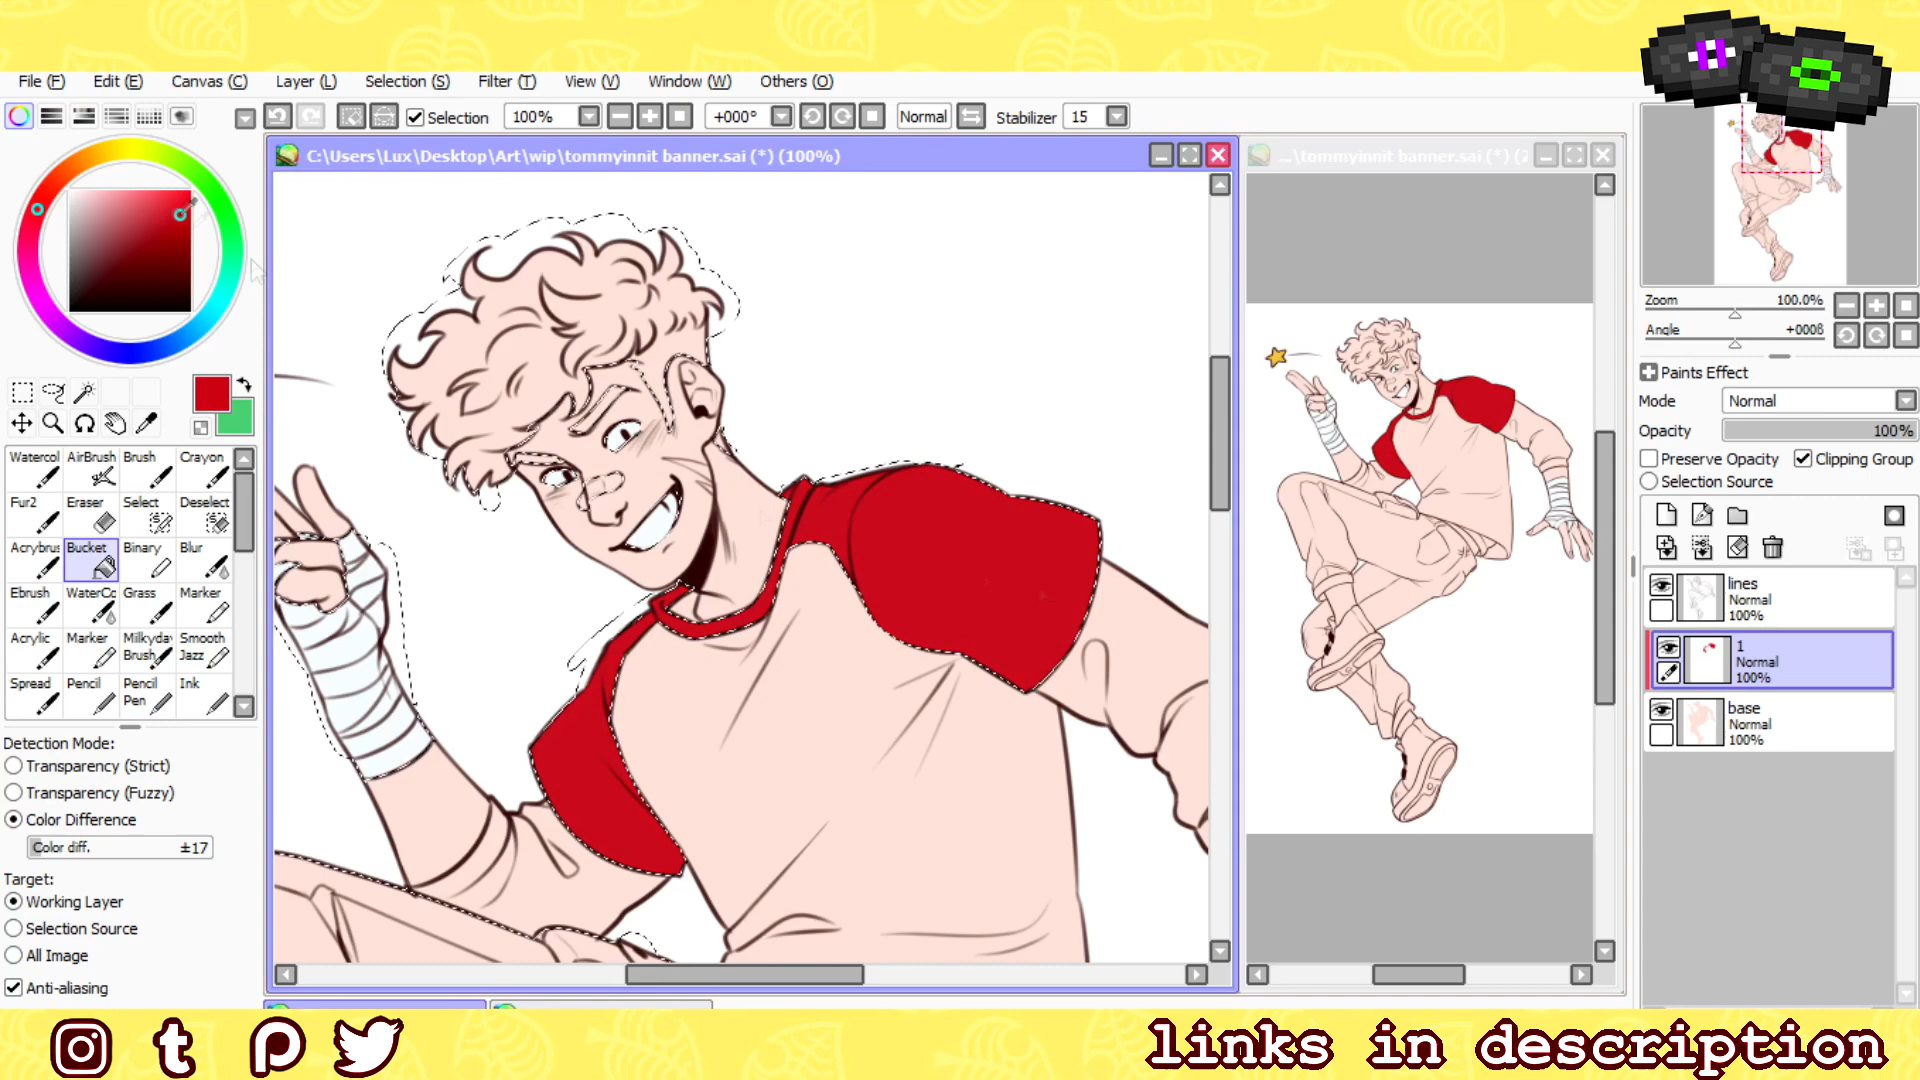 File (F) Edit (E) Canvas (C) Layer (L) Selection (S) Filter (T) View (V) Window (W) Others (O)
Selection 100% +000° Normal Stabilizer 15
C:\Users\Lux\Desktop\Art\wip\tommyinnit banner.sai (*) (100%)
...\tommyinnit banner.sai (*) (
Zoom 100.0%
Angle +000ß
Paints Effect
Mode Normal
Opacity 100%
Preserve Opacity Clipping Group
Selection Source
lines
Normal
100%
1
Normal
100%
base
Normal
100%
Watercol AirBrush Brush Crayon
Fur2 Eraser Select Deselect
Acrybrus Bucket Binary Blur
Ebrush WaterCo Grass Marker
Acrylic Marker Milkyda Brush Smooth Jazz
Spread Pencil Pencil Pen Ink
Detection Mode:
Transparency (Strict)
Transparency (Fuzzy)
Color Difference
Color diff. ±17
Target:
Working Layer
Selection Source
All Image
Anti-aliasing
links in description